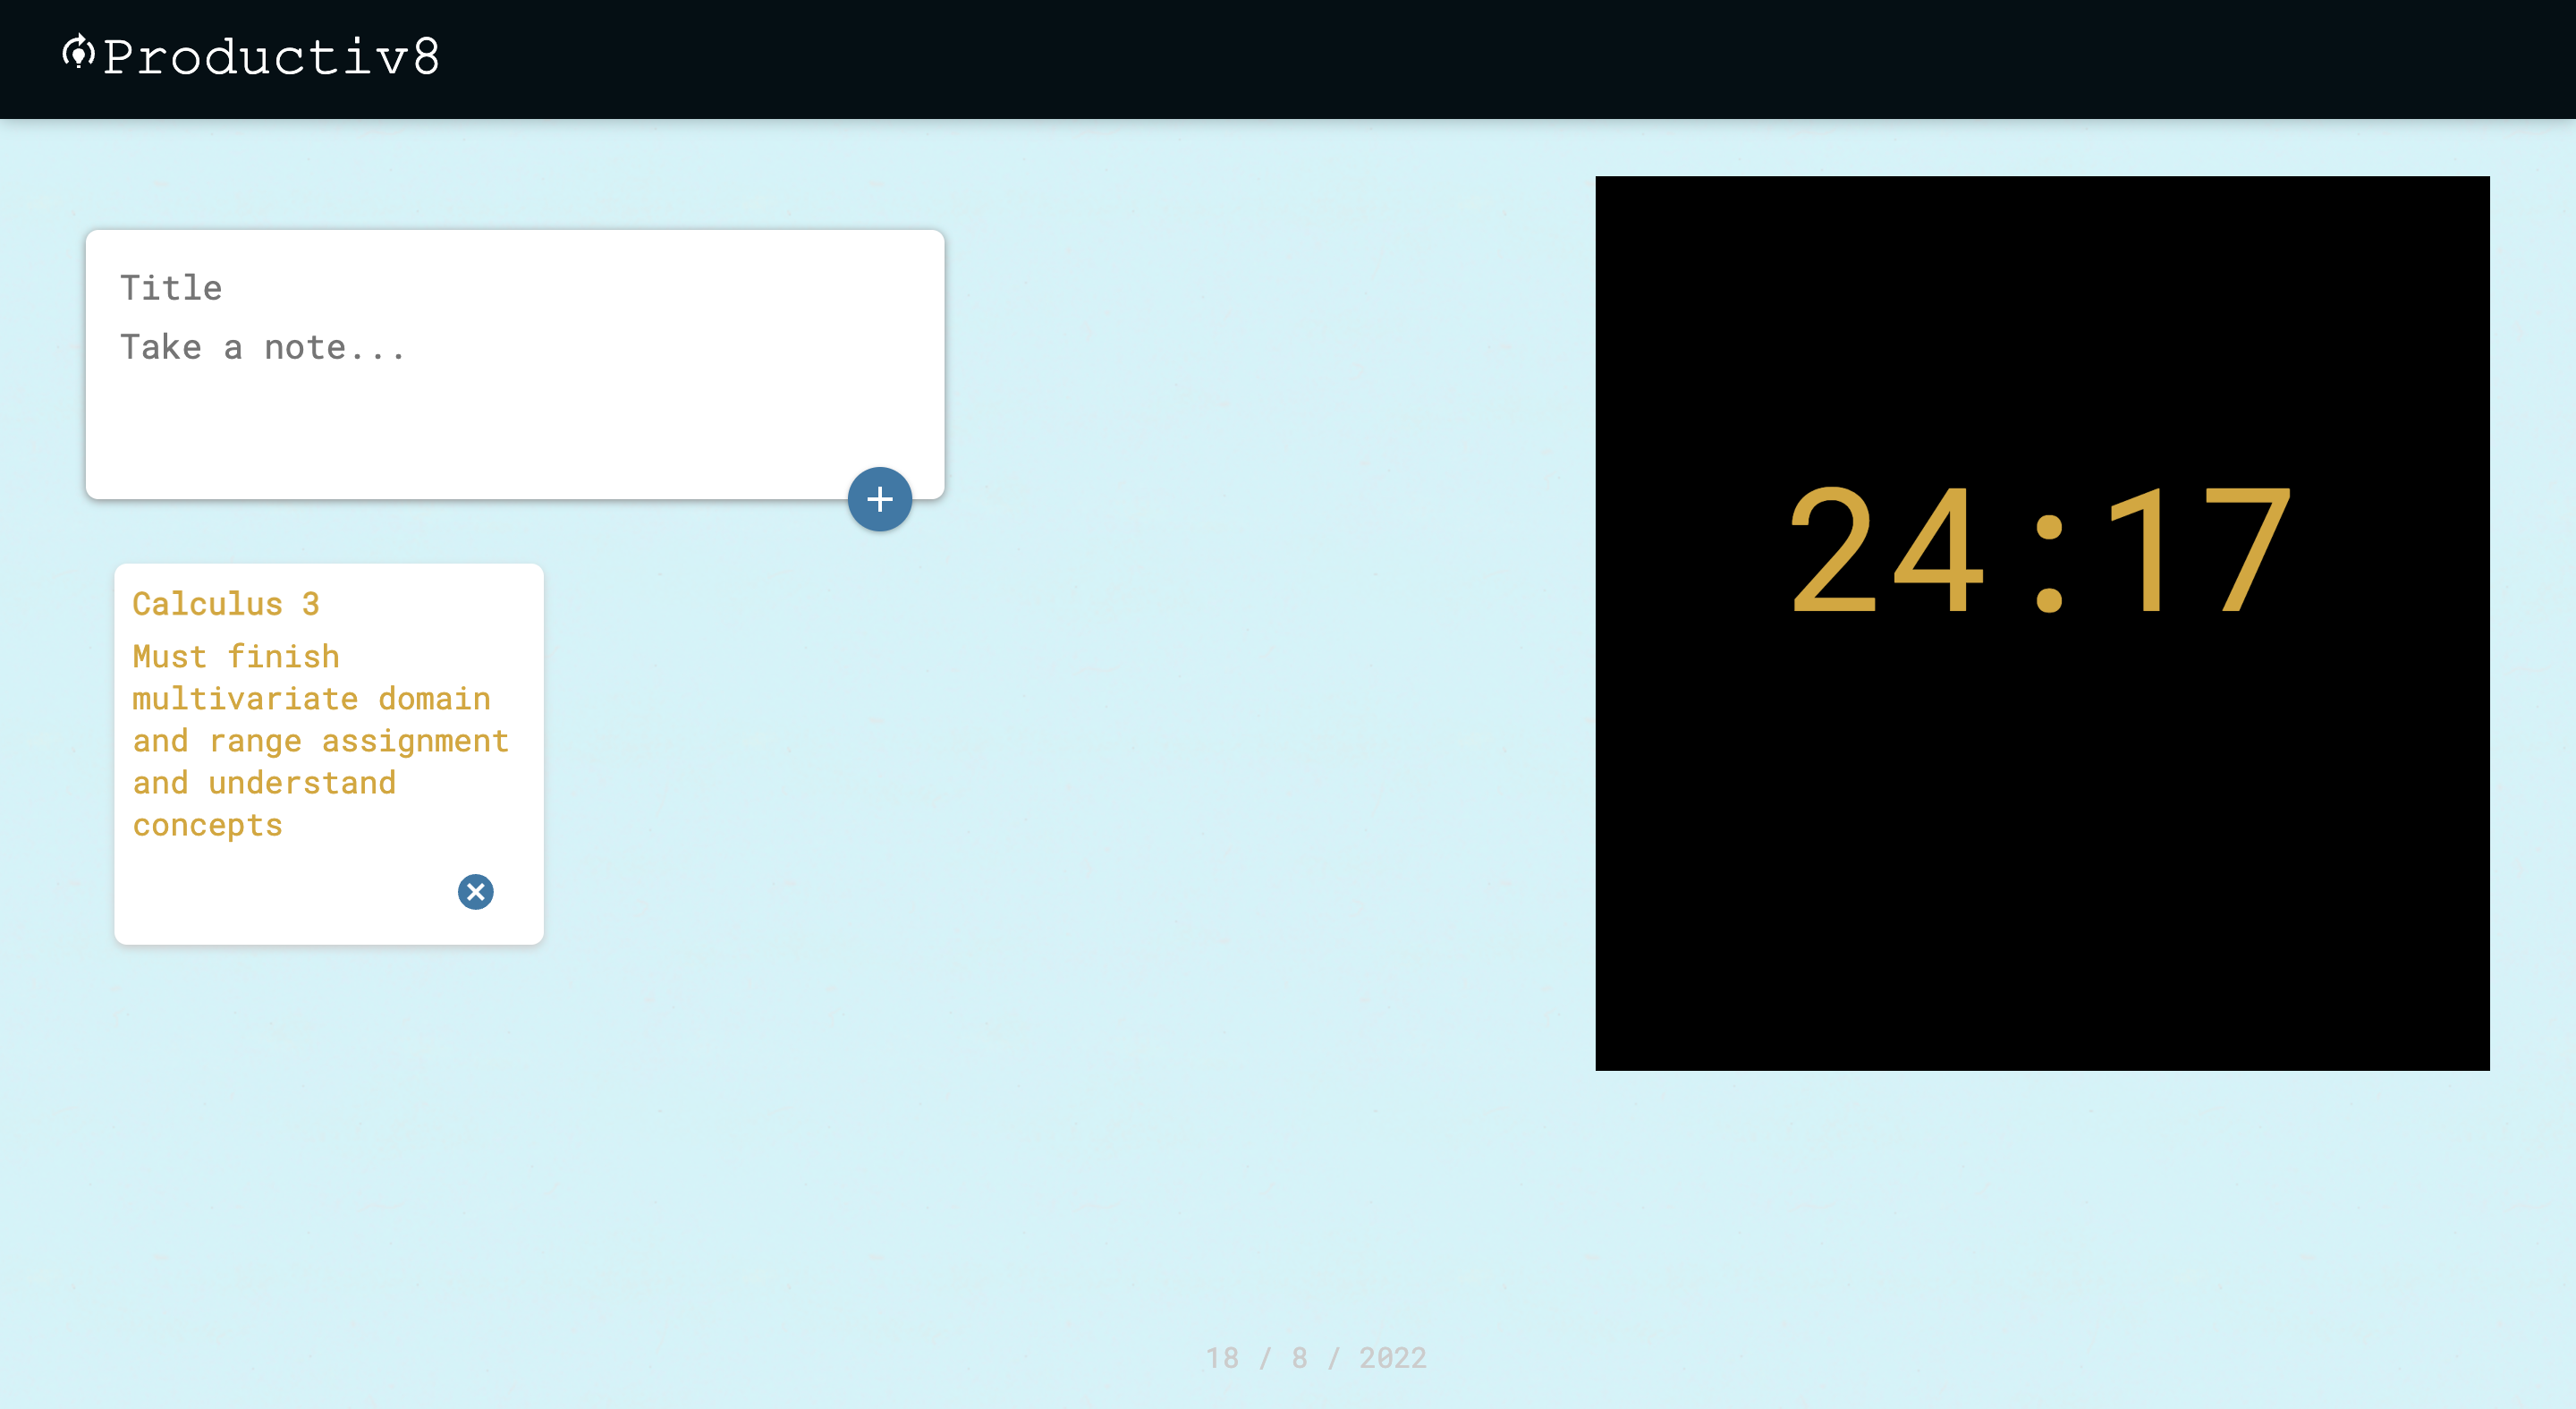 Productiv8
Title
Take a note...
Calculus 3
Must finish
multivariate domain
and range assignment
and understand
concepts
24:17
18 / 8 / 2022